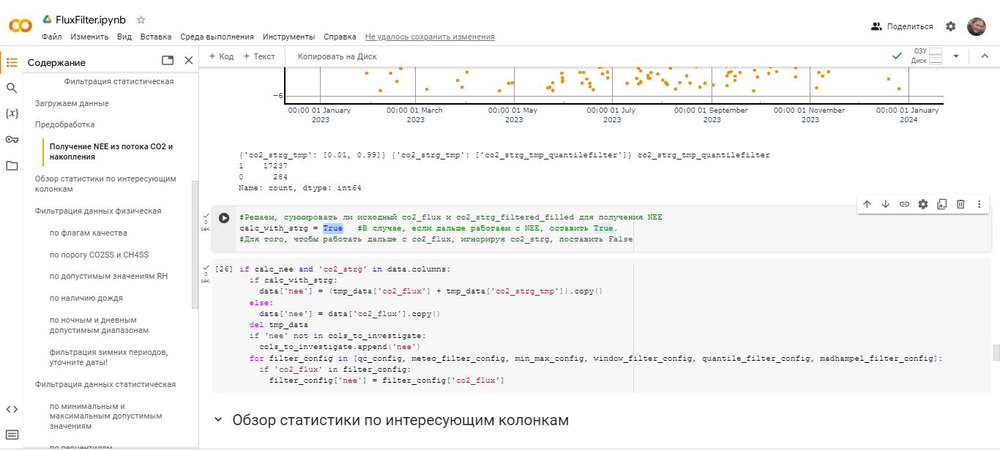 FluxFilter.ipynb
Файл Изменить Вид Вставка Среда выполнения Инструменты Справка Не удалось сохранить изменения
Поделиться
Содержание
+ Код + Текст Копировать на Диск
ОЗУ
Диск
Фильтрация статистическая
Загружаем данные
Предобработка
Получение NEE из потока CO2 и
накопления
Обзор статистики по интересующим
колонкам
Фильтрация данных физическая
по флагам качества
по порогу CO2SS и CH4SS
по допустимым значениям RH
по наличию дождя
по ночным и дневным
допустимым диапазонам
фильтрация зимних периодов,
уточните даты!
Фильтрация данных статистическая
по минимальным и
максимальным допустимым
значениям
по перцентилям
−6
00:00 01 January
2023
00:00 01 March
2023
00:00 01 May
2023
00:00 01 July
2023
00:00 01 September
2023
00:00 01 November
2023
00:00 01 January
2024
{'co2_strg_tmp': [0.01, 0.99]} {'co2_strg_tmp': ['co2_strg_tmp_quantilefilter']} co2_strg_tmp_quantilefilter
1 17237
0 284
Name: count, dtype: int64
0
сек.
#Решаем, суммировать ли исходный co2_flux и co2_strg_filtered_filled для получения NEE
calc_with_strg = True #В случае, если дальше работаем с NEE, оставить True.
#Для того, чтобы работать дальше с co2_flux, игнорируя co2_strg, поставить False
0
сек.
[26] if calc_nee and 'co2_strg' in data.columns:
if calc_with_strg:
data['nee'] = (tmp_data['co2_flux'] + tmp_data['co2_strg_tmp']).copy()
else:
data['nee'] = data['co2_flux'].copy()
del tmp_data
if 'nee' not in cols_to_investigate:
cols_to_investigate.append('nee')
for filter_config in [qc_config, meteo_filter_config, min_max_config, window_filter_config, quantile_filter_config, madhampel_filter_config]:
if 'co2_flux' in filter_config:
filter_config['nee'] = filter_config['co2_flux']
Обзор статистики по интересующим колонкам